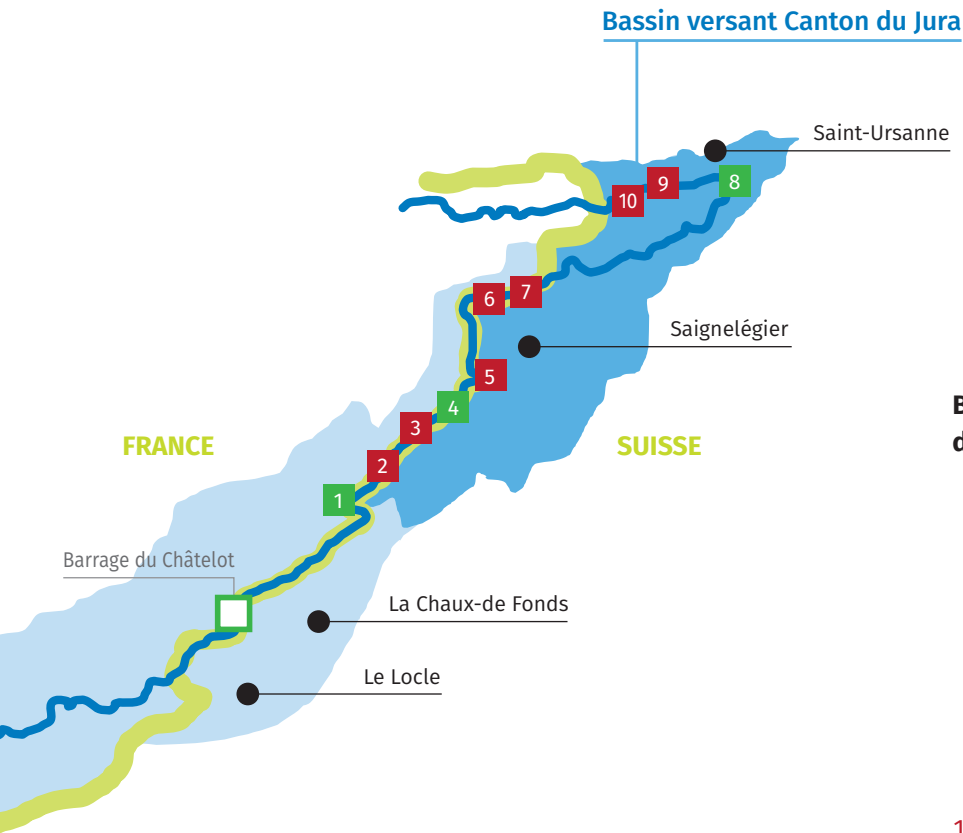 Bassin versant Canton du Jura
Saint-Ursanne
9
8
10
7
6
Saignelégier
5
4
B
d
3
FRANCE
SUISSE
2
1
Barrage du Châtelot
La Chaux-de Fonds
Le Locle
1